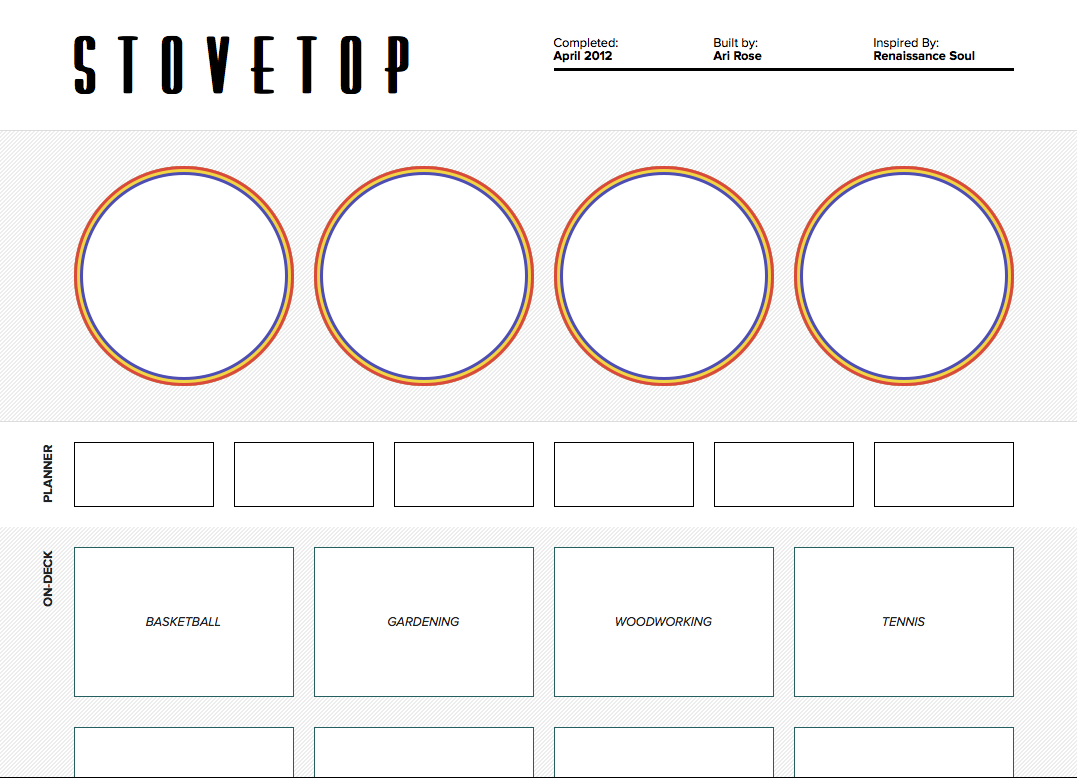 STOVETOP
Completed:
April 2012
Built by:
Ari Rose
Inspired By:
Renaissance Soul
PLANNER
ON-DECK
BASKETBALL
GARDENING
WOODWORKING
TENNIS